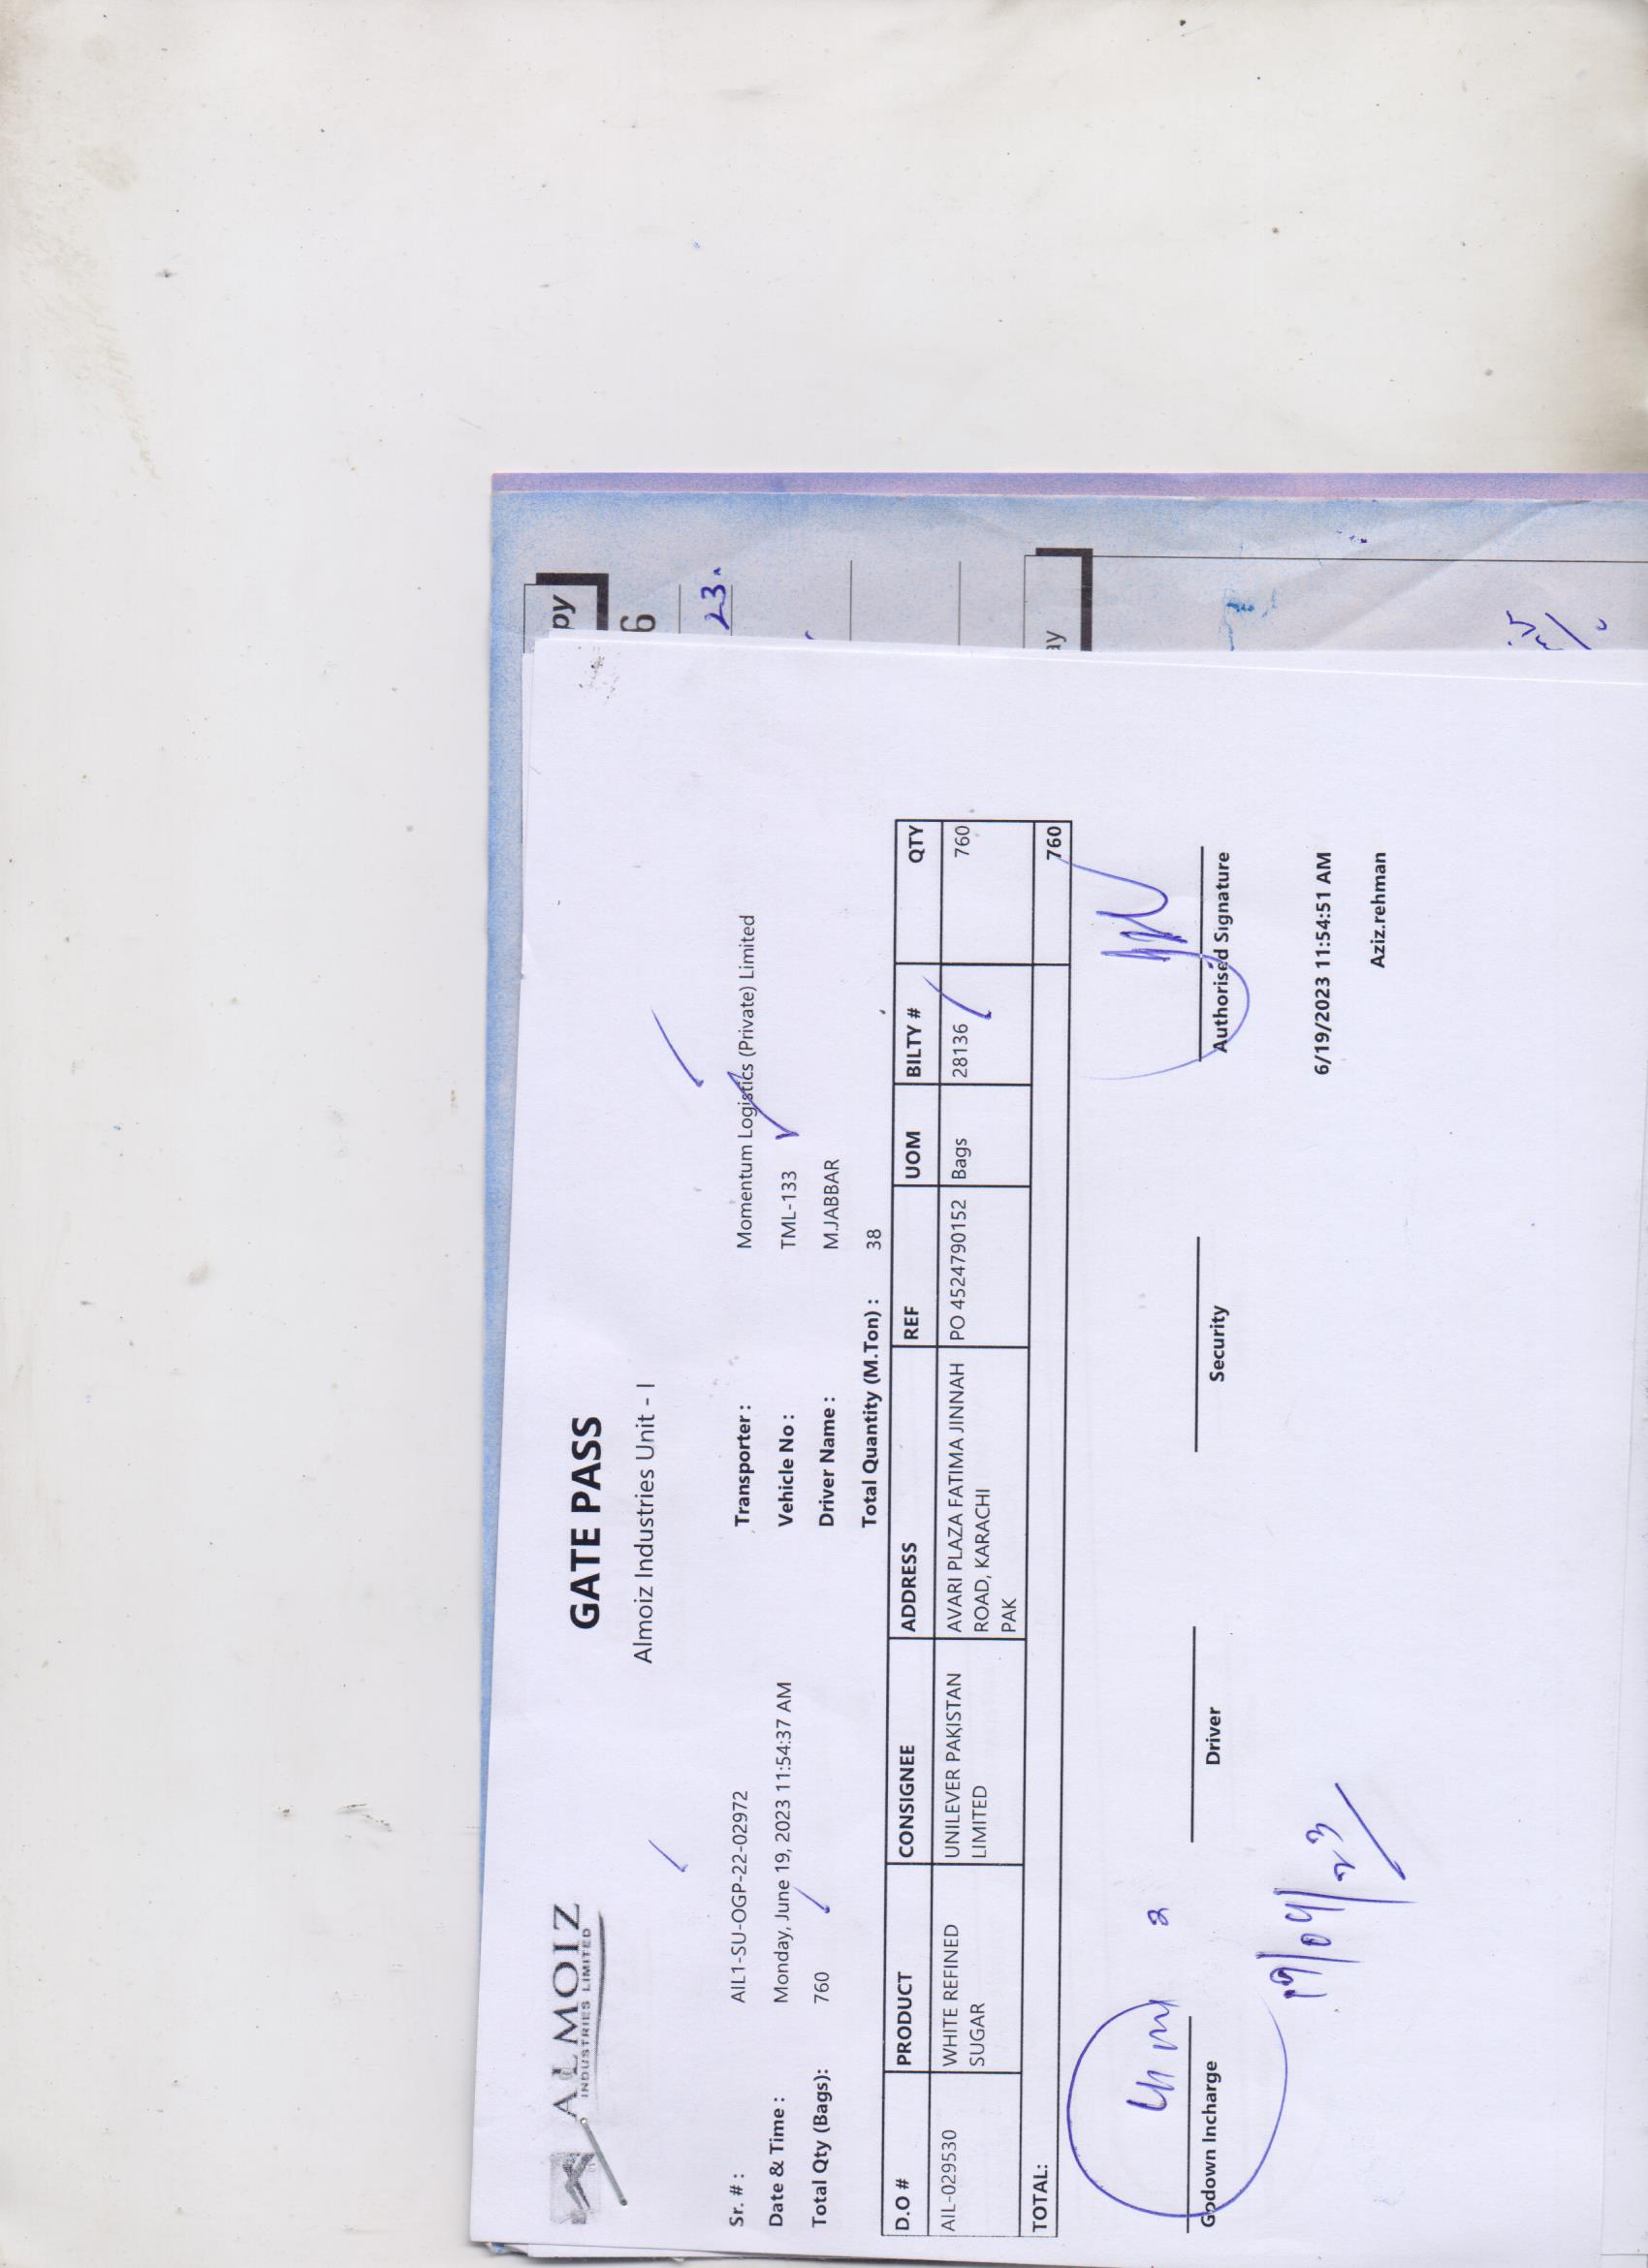 ALMOIZ
INDUSTRIES LIMITED
GATE PASS
Almoiz Industries Unit - I
Sr. # : AIL1-SU-OGP-22-02972
Transporter : Momentum Logistics (Private) Limited
Date & Time : Monday, June 19, 2023 11:54:37 AM
Vehicle No : TML-133
Total Qty (Bags): 760
Driver Name : M.JABBAR
Total Quantity (M.Ton) : 38
D.O # PRODUCT CONSIGNEE ADDRESS REF UOM BILTY # QTY
AIL-029530 WHITE REFINED UNILEVER PAKISTAN AVARI PLAZA FATIMA JINNAH PO 4524790152 Bags 28136 760
SUGAR LIMITED ROAD, KARACHI
PAK
TOTAL: 760
Godown Incharge Driver Security Authorised Signature
6/19/2023 11:54:51 AM
Aziz.rehman
py
6
23.
ay